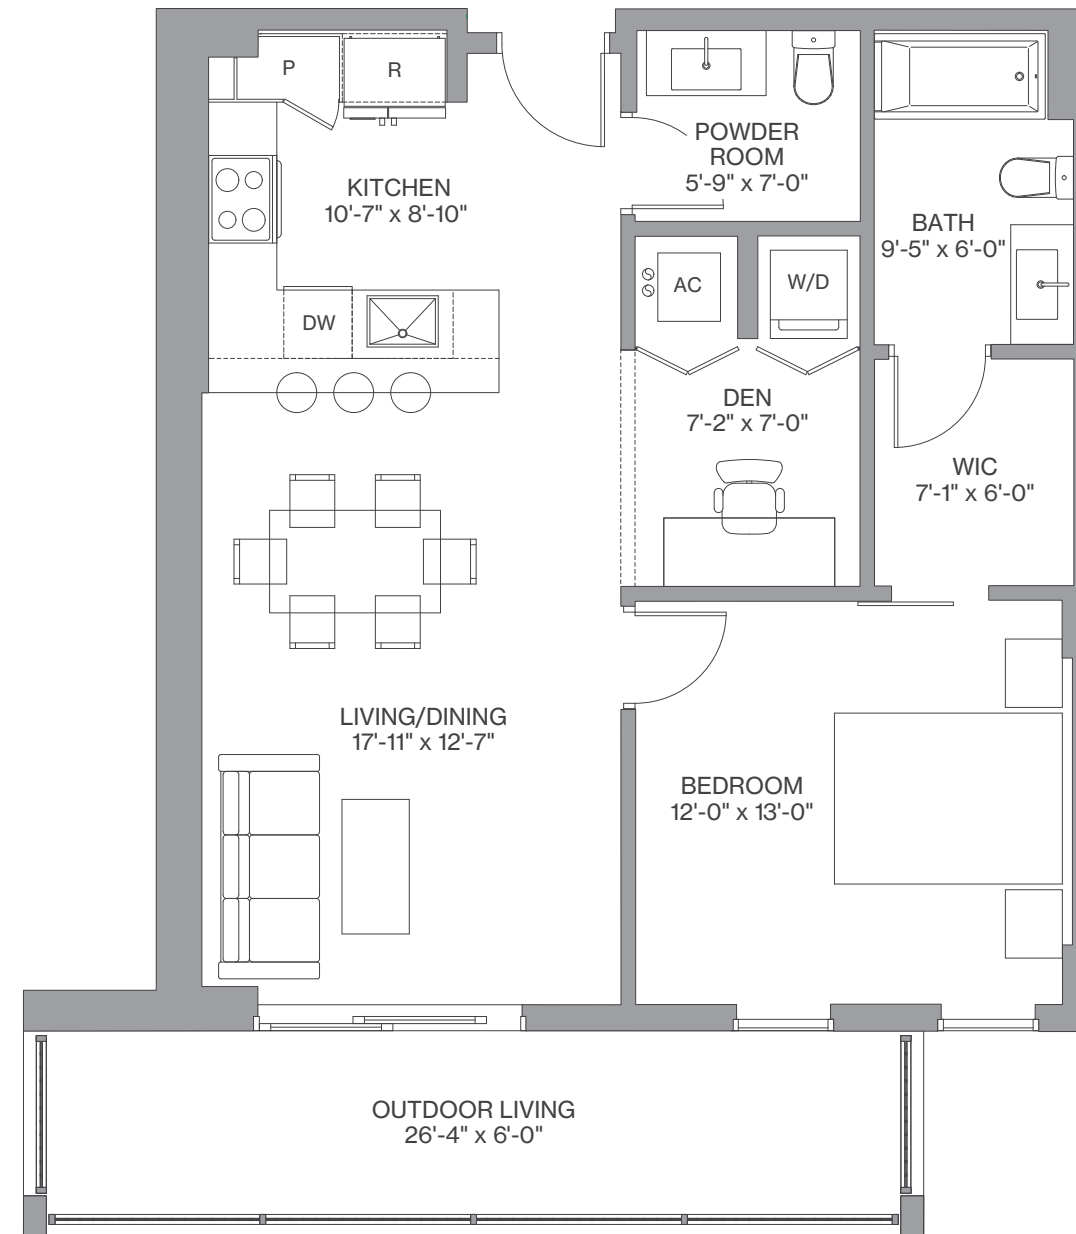 P
R
KITCHEN
10'-7" x 8'-10"
POWDER
ROOM
5'-9" x 7'-0"
BATH
9'-5" x 6'-0"
AC
W/D
DW
DEN
7'-2" x 7'-0"
WIC
7'-1" x 6'-0"
LIVING/DINING
17'-11" x 12'-7"
BEDROOM
12'-0" x 13'-0"
OUTDOOR LIVING
26'-4" x 6'-0"